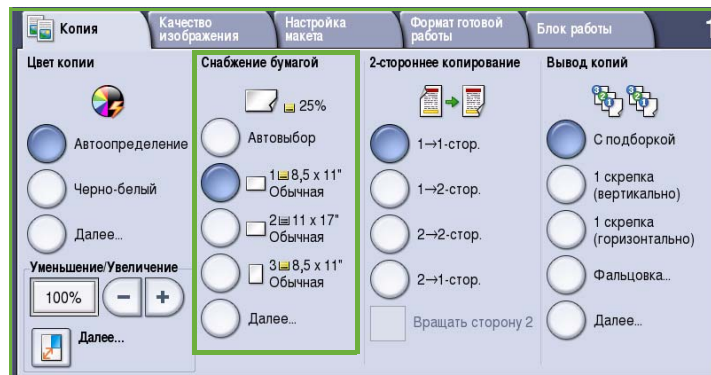 Копия
Качество
изображения
Настройка
макета
Формат готовой
работы
Блок работы
1
Цвет копии
Автоопределение
Черно-белый
Далее...
Уменьшение/Увеличение
100%
−
+
Далее...
Снабжение бумагой
25%
Автовыбор
1 8,5 x 11"
Обычная
2 11 x 17"
Обычная
3 8,5 x 11"
Обычная
Далее...
2-стороннее копирование
1→1-стор.
1→2-стор.
2→2-стор.
2→1-стор.
Вращать сторону 2
Вывод копий
С подборкой
1 скрепка
(вертикально)
1 скрепка
(горизонтально)
Фальцовка...
Далее...